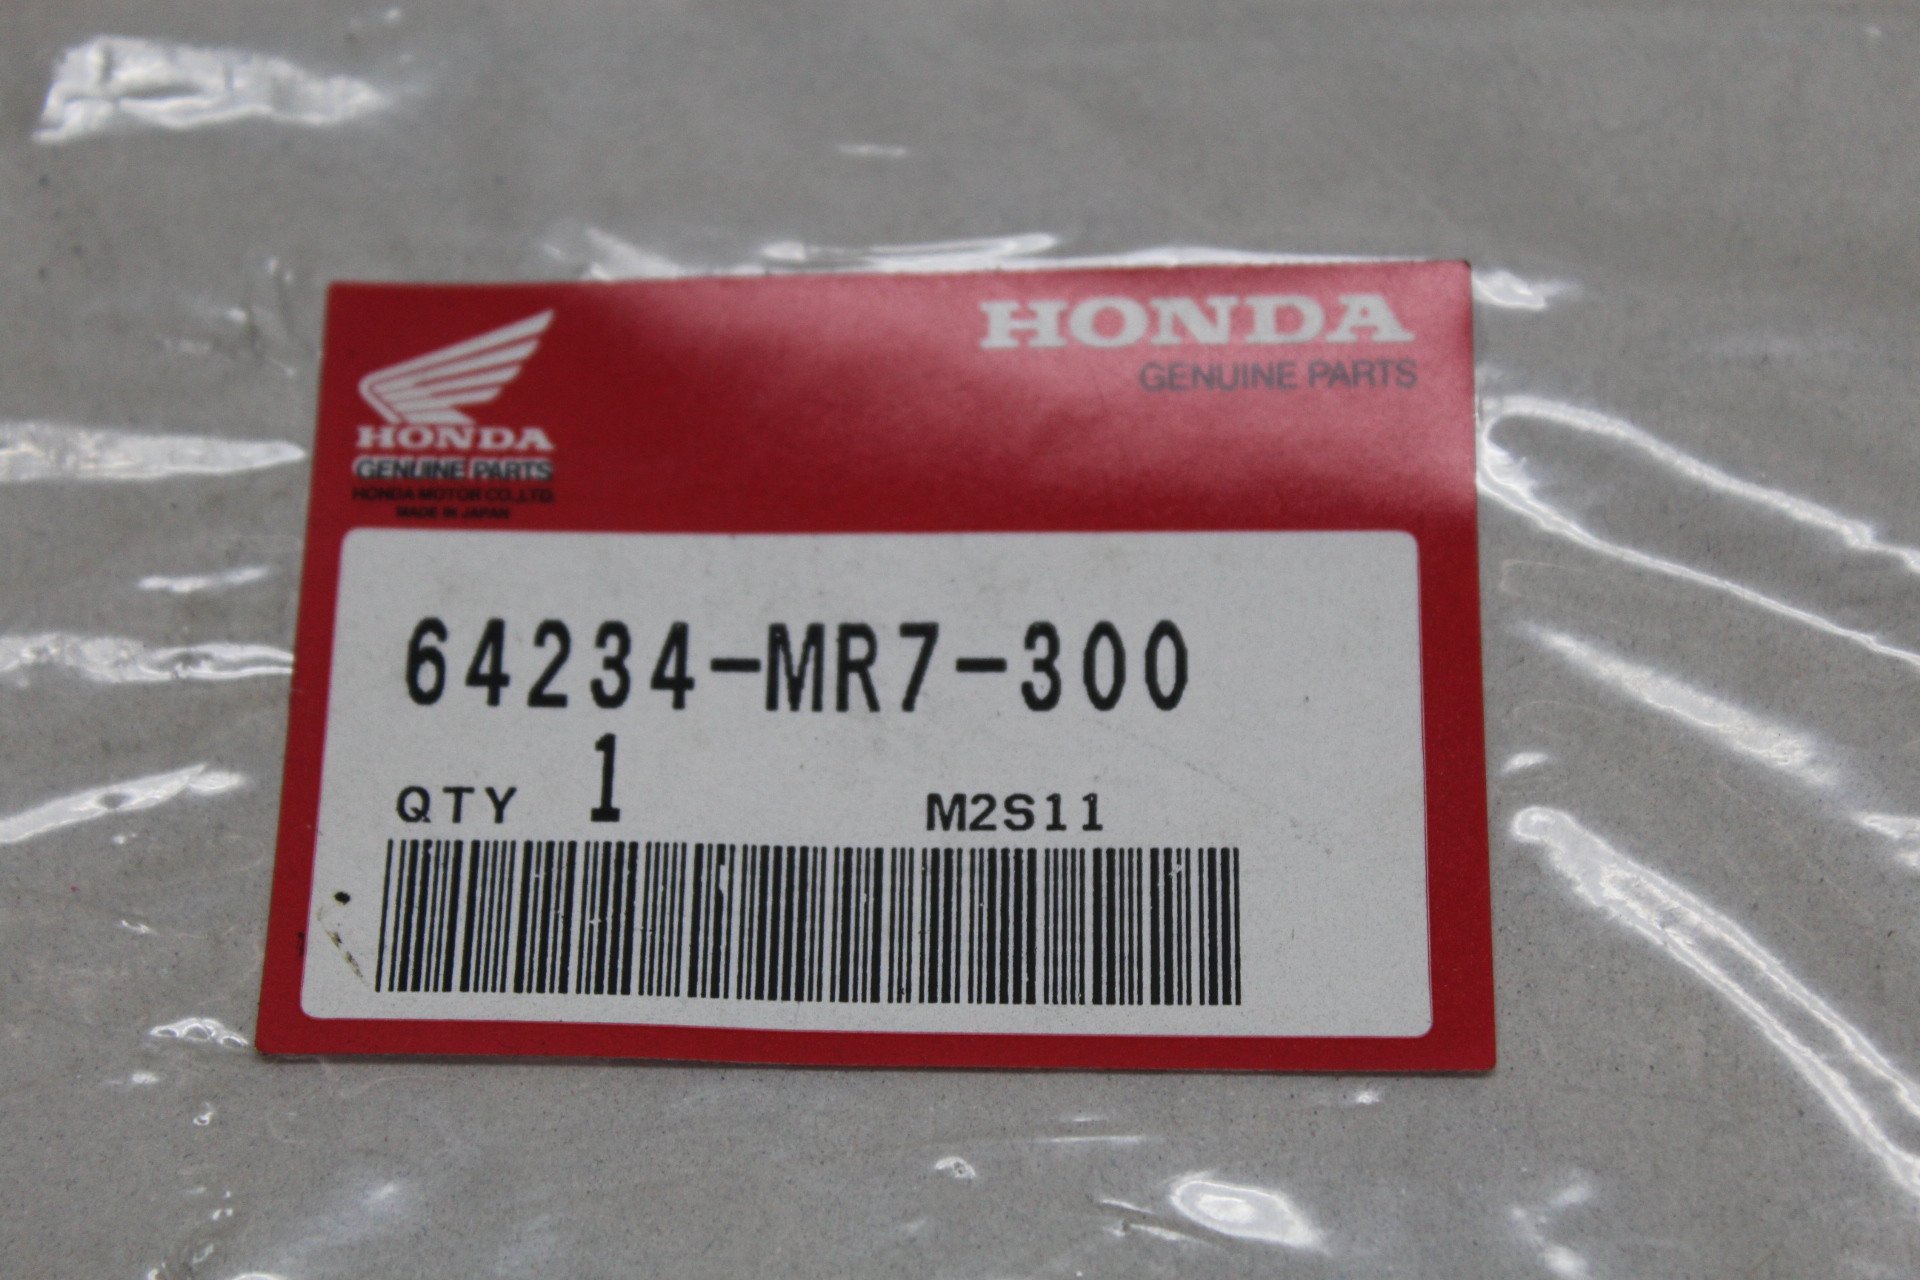 HONDA
GENUINE PARTS
HONDA
GENUINE PARTS
HONDA MOTOR CO.,LTD.
MADE IN JAPAN
64234-MR7-300
QTY 1 M2S11